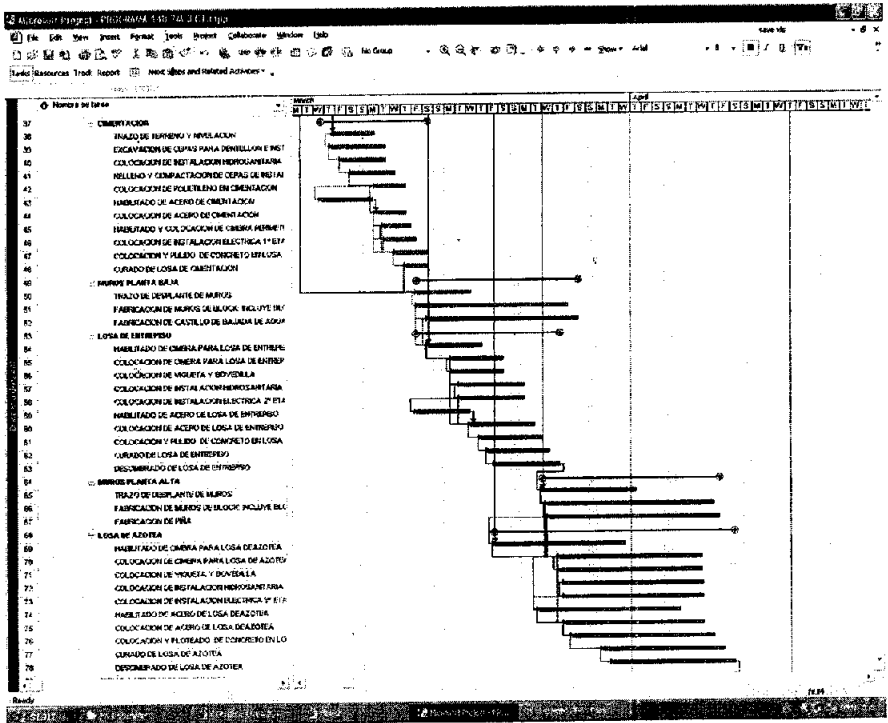 Microsoft Project - PROGRAMA
File Edit View Insert Format Tools Project Collaborate Window Help
No Group
Show
Arial
Tasks Resources Track Report Next Steps and Related Activities
Nombre de tarea
March
April
37 CIMENTACION
38 TRAZO DE TERRENO Y NIVELACION
39 EXCAVACION DE CEPAS PARA DENTELLON E INST
40 COLOCACION DE INSTALACION HIDROSANITARIA
41 RELLENO Y COMPACTACION DE CEPAS DE INSTAL
42 COLOCACION DE POLIETILENO EN CIMENTACION
43 HABILITADO DE ACERO DE CIMENTACION
44 COLOCACION DE ACERO DE CIMENTACION
45 HABILITADO Y COLOCACION DE CIMBRA PERIMET
46 COLOCACION DE INSTALACION ELECTRICA 1ª ETA
47 COLOCACION Y PULIDO DE CONCRETO EN LOSA
48 CURADO DE LOSA DE CIMENTACION
49 MUROS PLANTA BAJA
50 TRAZO DE DESPLANTE DE MUROS
51 FABRICACION DE MUROS DE BLOCK INCLUYE BLO
52 FABRICACION DE CASTILLO DE BAJADA DE AGUA
53 LOSA DE ENTREPISO
54 HABILITADO DE CIMBRA PARA LOSA DE ENTREPI
55 COLOCACION DE CIMBRA PARA LOSA DE ENTREP
56 COLOCACION DE VIGUETA Y BOVEDILLA
57 COLOCACION DE INSTALACION HIDROSANITARIA
58 COLOCACION DE INSTALACION ELECTRICA 2ª ETA
59 HABILITADO DE ACERO DE LOSA DE ENTREPISO
60 COLOCACION DE ACERO DE LOSA DE ENTREPISO
61 COLOCACION Y PULIDO DE CONCRETO EN LOSA
62 CURADO DE LOSA DE ENTREPISO
63 DESCIMBRADO DE LOSA DE ENTREPISO
64 MUROS PLANTA ALTA
65 TRAZO DE DESPLANTE DE MUROS
66 FABRICACION DE MUROS DE BLOCK INCLUYE BLO
67 FABRICACION DE PIÑA
68 LOSA DE AZOTEA
69 HABILITADO DE CIMBRA PARA LOSA DE AZOTEA
70 COLOCACION DE CIMBRA PARA LOSA DE AZOTE
71 COLOCACION DE VIGUETA Y BOVEDILLA
72 COLOCACION DE INSTALACION HIDROSANITARIA
73 COLOCACION DE INSTALACION ELECTRICA 3ª ETA
74 HABILITADO DE ACERO DE LOSA DE AZOTEA
75 COLOCACION DE ACERO DE LOSA DE AZOTEA
76 COLOCACION Y FLOTEADO DE CONCRETO EN LO
77 CURADO DE LOSA DE AZOTEA
78 DESCIMBRADO DE LOSA DE AZOTEA
Ready